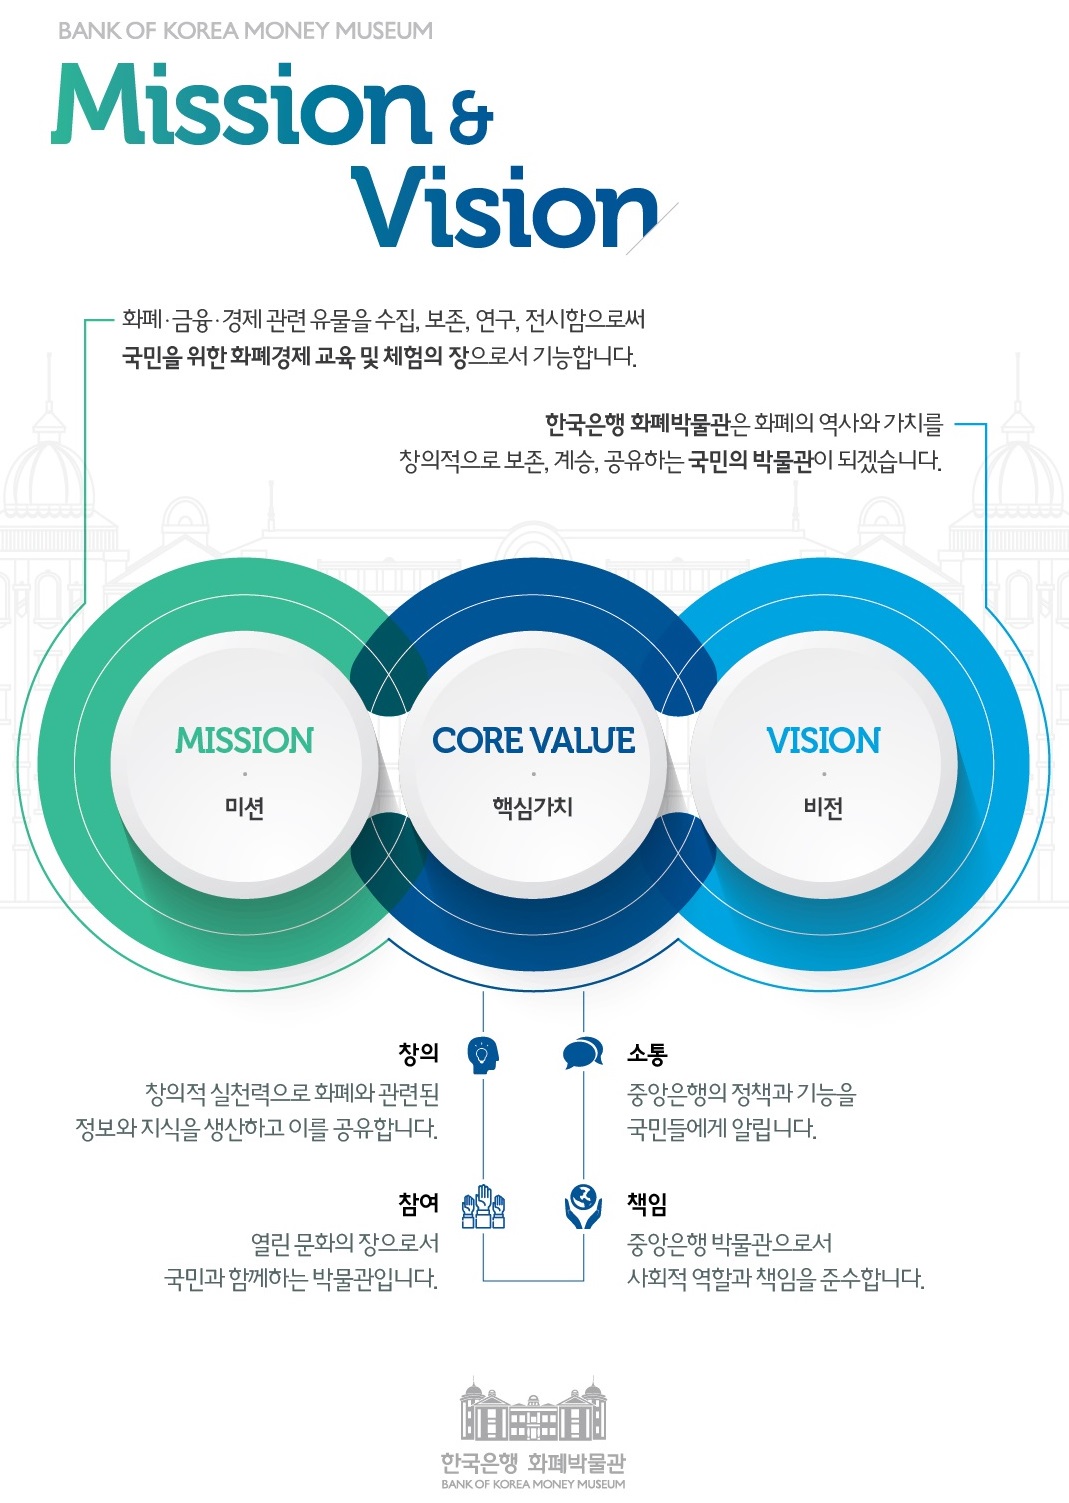 BANK OF KOREA MONEY MUSEUM
Mission &
Vision
화폐·금융·경제 관련 유물을 수집, 보존, 연구, 전시함으로써
국민을 위한 화폐경제 교육 및 체험의 장으로서 기능합니다.
한국은행 화폐박물관은 화폐의 역사와 가치를
창의적으로 보존, 계승, 공유하는 국민의 박물관이 되겠습니다.
MISSION
미션
CORE VALUE
핵심가치
VISION
비전
창의
창의적 실천력으로 화폐와 관련된
정보와 지식을 생산하고 이를 공유합니다.
소통
중앙은행의 정책과 기능을
국민들에게 알립니다.
참여
열린 문화의 장으로서
국민과 함께하는 박물관입니다.
책임
중앙은행 박물관으로서
사회적 역할과 책임을 준수합니다.
한국은행 화폐박물관
BANK OF KOREA MONEY MUSEUM